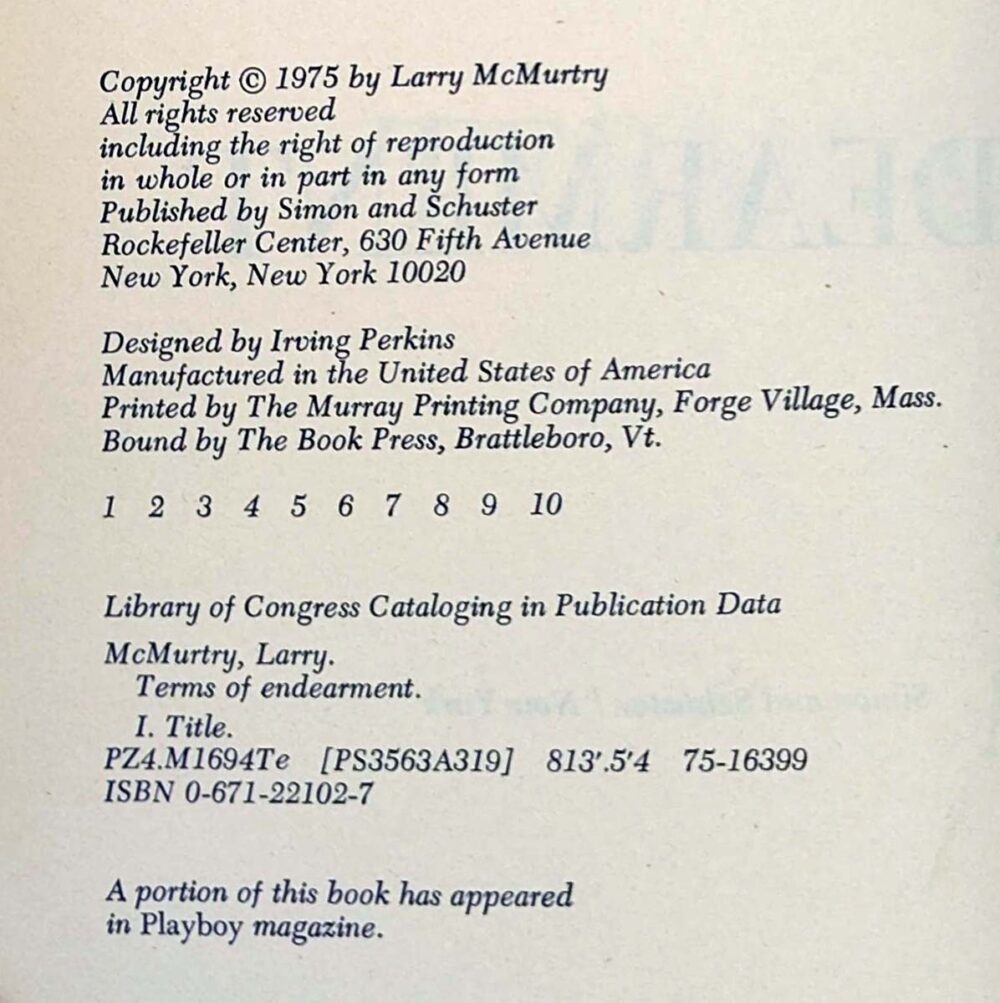 Copyright © 1975 by Larry McMurtry
All rights reserved
including the right of reproduction
in whole or in part in any form
Published by Simon and Schuster
Rockefeller Center, 630 Fifth Avenue
New York, New York 10020
Designed by Irving Perkins
Manufactured in the United States of America
Printed by The Murray Printing Company, Forge Village, Mass.
Bound by The Book Press, Brattleboro, Vt.
1 2 3 4 5 6 7 8 9 10
Library of Congress Cataloging in Publication Data
McMurtry, Larry.
Terms of endearment.
I. Title.
PZ4.M1694Te [PS3563A319] 813'.5'4 75-16399
ISBN 0-671-22102-7
A portion of this book has appeared
in Playboy magazine.